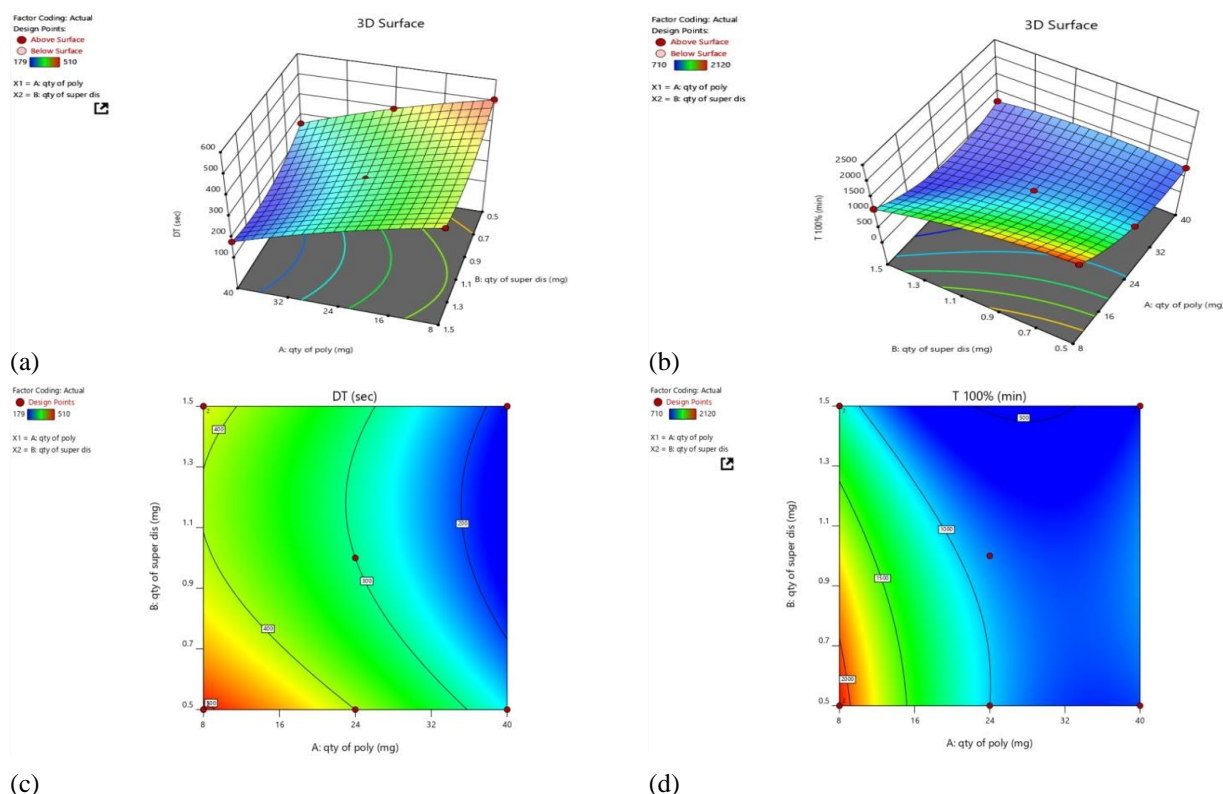 Factor Coding: Actual
Design Points:
Above Surface
Below Surface
179 510
X1 = A: qty of poly
X2 = B: qty of super dis
3D Surface
600
500
400
300
200
100
DT (sec)
40
32
24
16
8
A: qty of poly (mg)
0.5
0.7
0.9
1.1
1.3
1.5
B: qty of super dis (mg)
(a)
Factor Coding: Actual
Design Points:
Above Surface
Below Surface
710 2120
X1 = A: qty of poly
X2 = B: qty of super dis
3D Surface
2500
2000
1500
1000
500
0
T 100% (min)
1.5
1.3
1.1
0.9
0.7
0.5
B: qty of super dis (mg)
40
32
24
16
8
A: qty of poly (mg)
(b)
Factor Coding: Actual
Design Points
179 510
X1 = A: qty of poly
X2 = B: qty of super dis
DT (sec)
1.5
1.3
1.1
0.9
0.7
0.5
B: qty of super dis (mg)
2
400
200
300
400
8
16
24
32
40
A: qty of poly (mg)
(c)
Factor Coding: Actual
Design Points
710 2120
X1 = A: qty of poly
X2 = B: qty of super dis
T 100% (min)
1.5
1.3
1.1
0.9
0.7
0.5
B: qty of super dis (mg)
1000
1500
2000
8
16
24
32
40
A: qty of poly (mg)
(d)